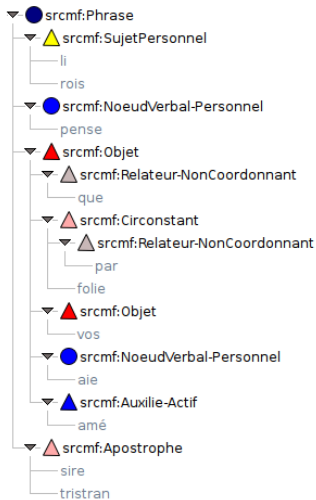 srcmf:Phrase
srcmf:SujetPersonnel
li
rois
srcmf:NoeudVerbal-Personnel
pense
srcmf:Objet
srcmf:Relateur-NonCoordonnant
que
srcmf:Circonstant
srcmf:Relateur-NonCoordonnant
par
folie
srcmf:Objet
vos
srcmf:NoeudVerbal-Personnel
aie
srcmf:Auxilie-Actif
amé
srcmf:Apostrophe
sire
tristran